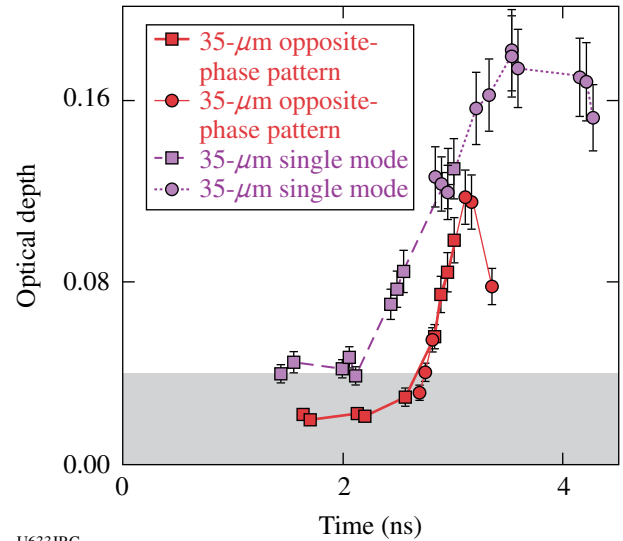 35-μm opposite-
phase pattern
35-μm opposite-
phase pattern
35-μm single mode
35-μm single mode
0.16
0.08
0.00
Optical depth
0
2
4
Time (ns)